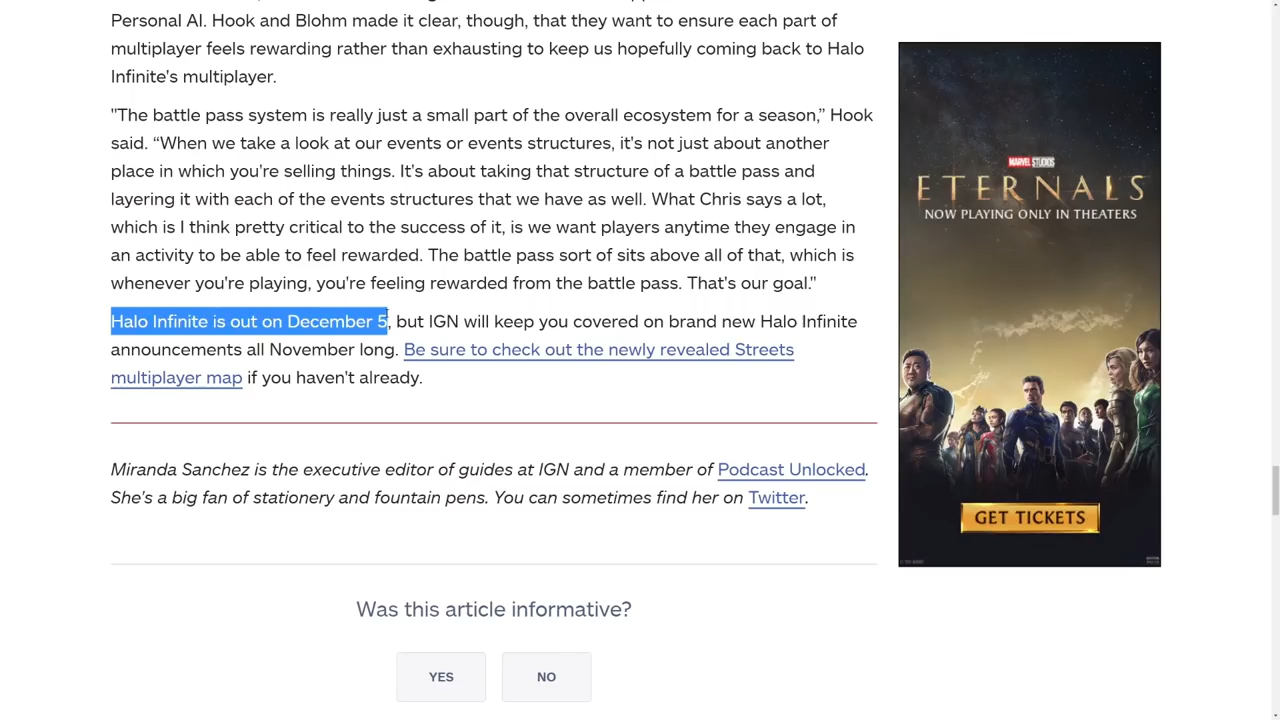 Personal AI. Hook and Blohm made it clear, though, that they want to ensure each part of
multiplayer feels rewarding rather than exhausting to keep us hopefully coming back to Halo
Infinite's multiplayer.
"The battle pass system is really just a small part of the overall ecosystem for a season,” Hook
said. “When we take a look at our events or events structures, it's not just about another
place in which you're selling things. It's about taking that structure of a battle pass and
layering it with each of the events structures that we have as well. What Chris says a lot,
which is I think pretty critical to the success of it, is we want players anytime they engage in
an activity to be able to feel rewarded. The battle pass sort of sits above all of that, which is
whenever you're playing, you're feeling rewarded from the battle pass. That's our goal."
Halo Infinite is out on December 5, but IGN will keep you covered on brand new Halo Infinite
announcements all November long. Be sure to check out the newly revealed Streets
multiplayer map if you haven't already.
Miranda Sanchez is the executive editor of guides at IGN and a member of Podcast Unlocked.
She's a big fan of stationery and fountain pens. You can sometimes find her on Twitter.
Was this article informative?
YES
NO
MARVEL STUDIOS
ETERNALS
NOW PLAYING ONLY IN THEATERS
GET TICKETS